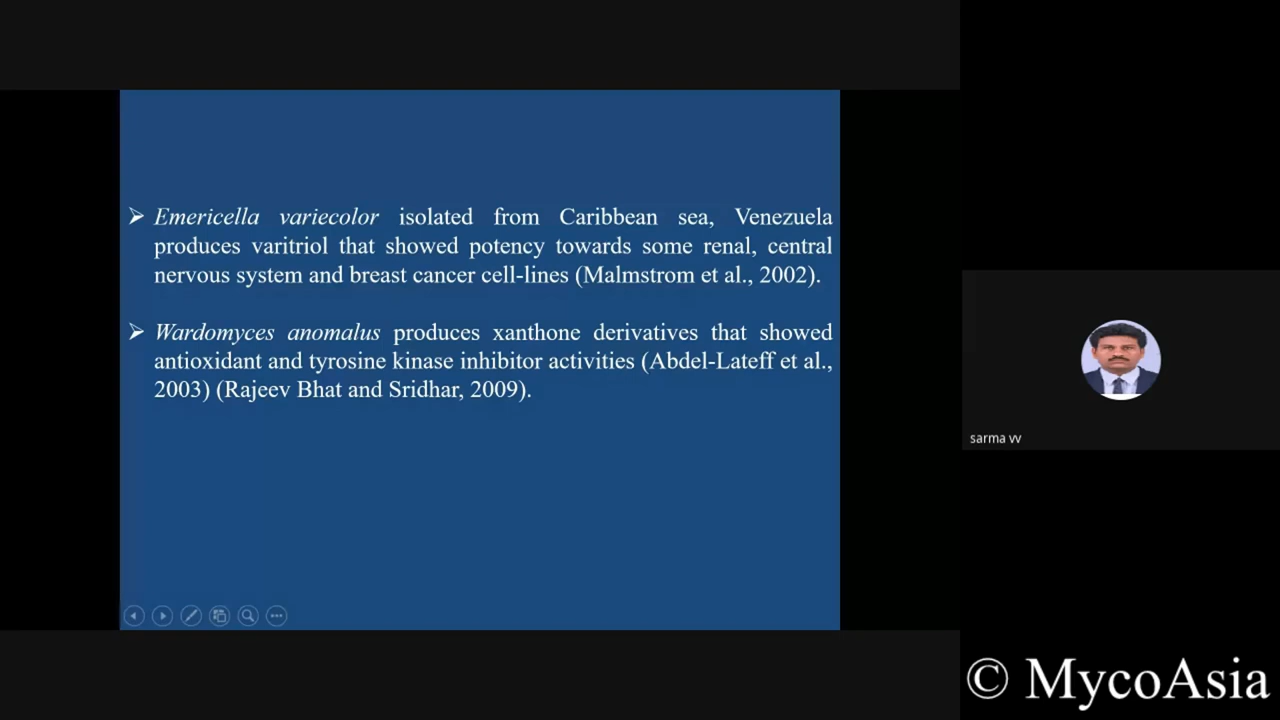 ➢ Emericella variecolor isolated from Caribbean sea, Venezuela
produces varitriol that showed potency towards some renal, central
nervous system and breast cancer cell-lines (Malmstrom et al., 2002).
➢ Wardomyces anomalus produces xanthone derivatives that showed
antioxidant and tyrosine kinase inhibitor activities (Abdel-Lateff et al.,
2003) (Rajeev Bhat and Sridhar, 2009).
sarma vv
© MycoAsia